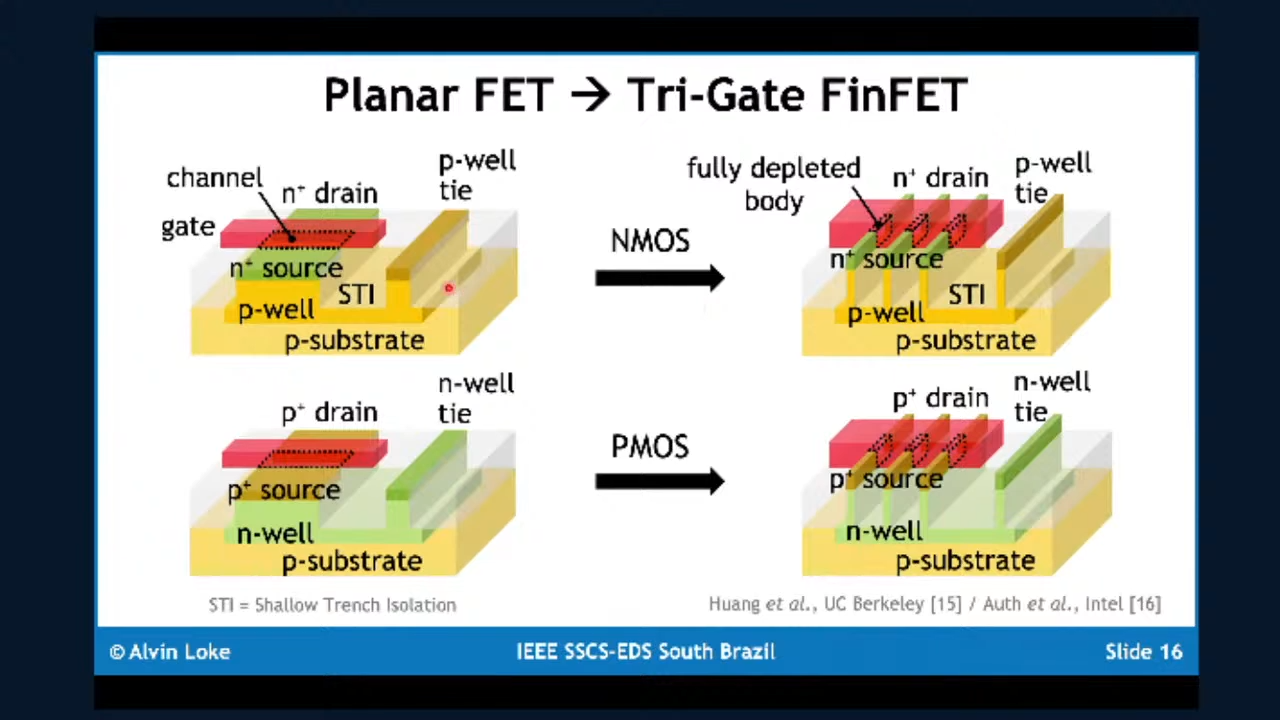 Planar FET → Tri-Gate FinFET
channel
n⁺ drain
p-well
tie
gate
n⁺ source
STI
p-well
p-substrate
NMOS
fully depleted
body
n⁺ drain
p-well
tie
n⁺ source
STI
p-well
p-substrate
p⁺ drain
n-well
tie
p⁺ source
n-well
p-substrate
PMOS
p⁺ drain
n-well
tie
p⁺ source
n-well
p-substrate
STI = Shallow Trench Isolation
Huang et al., UC Berkeley [15] / Auth et al., Intel [16]
© Alvin Loke
IEEE SSCS-EDS South Brazil
Slide 16